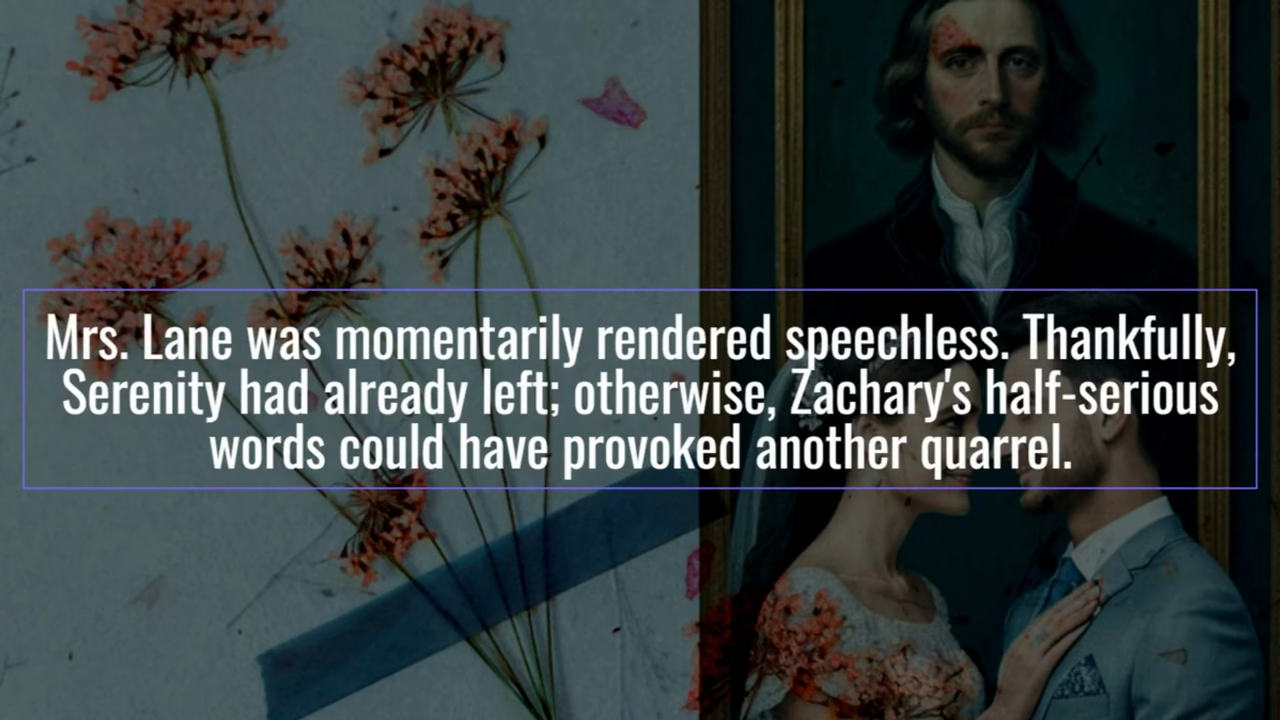 Mrs. Lane was momentarily rendered speechless. Thankfully,
Serenity had already left; otherwise, Zachary's half-serious
words could have provoked another quarrel.